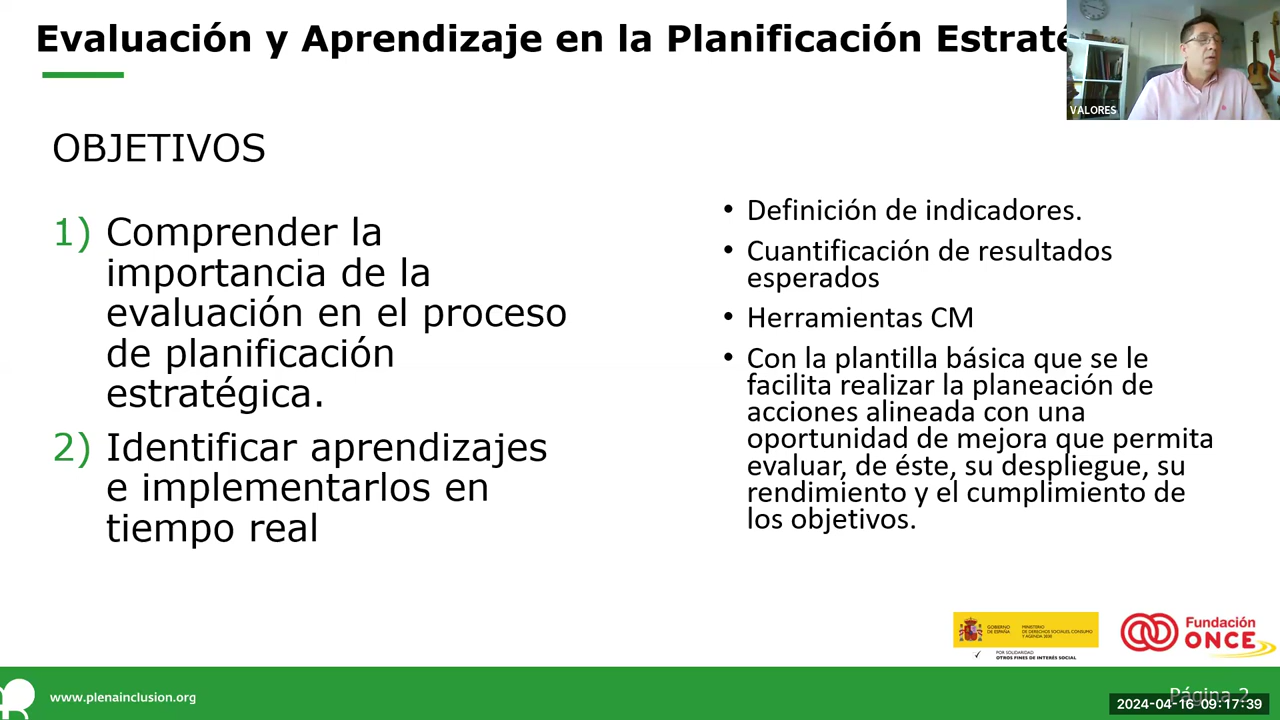 Evaluación y Aprendizaje en la Planificación Estraté
VALORES
OBJETIVOS
1) Comprender la
importancia de la
evaluación en el proceso
de planificación
estratégica.
2) Identificar aprendizajes
e implementarlos en
tiempo real
• Definición de indicadores.
• Cuantificación de resultados
esperados
• Herramientas CM
• Con la plantilla básica que se le
facilita realizar la planeación de
acciones alineada con una
oportunidad de mejora que permita
evaluar, de éste, su despliegue, su
rendimiento y el cumplimiento de
los objetivos.
GOBIERNO
DE ESPAÑA
MINISTERIO
DE DERECHOS SOCIALES, CONSUMO
Y AGENDA 2030
POR SOLIDARIDAD
OTROS FINES DE INTERÉS SOCIAL
Fundación
ONCE
www.plenainclusion.org
Página 2
2024-04-16 09:17:39